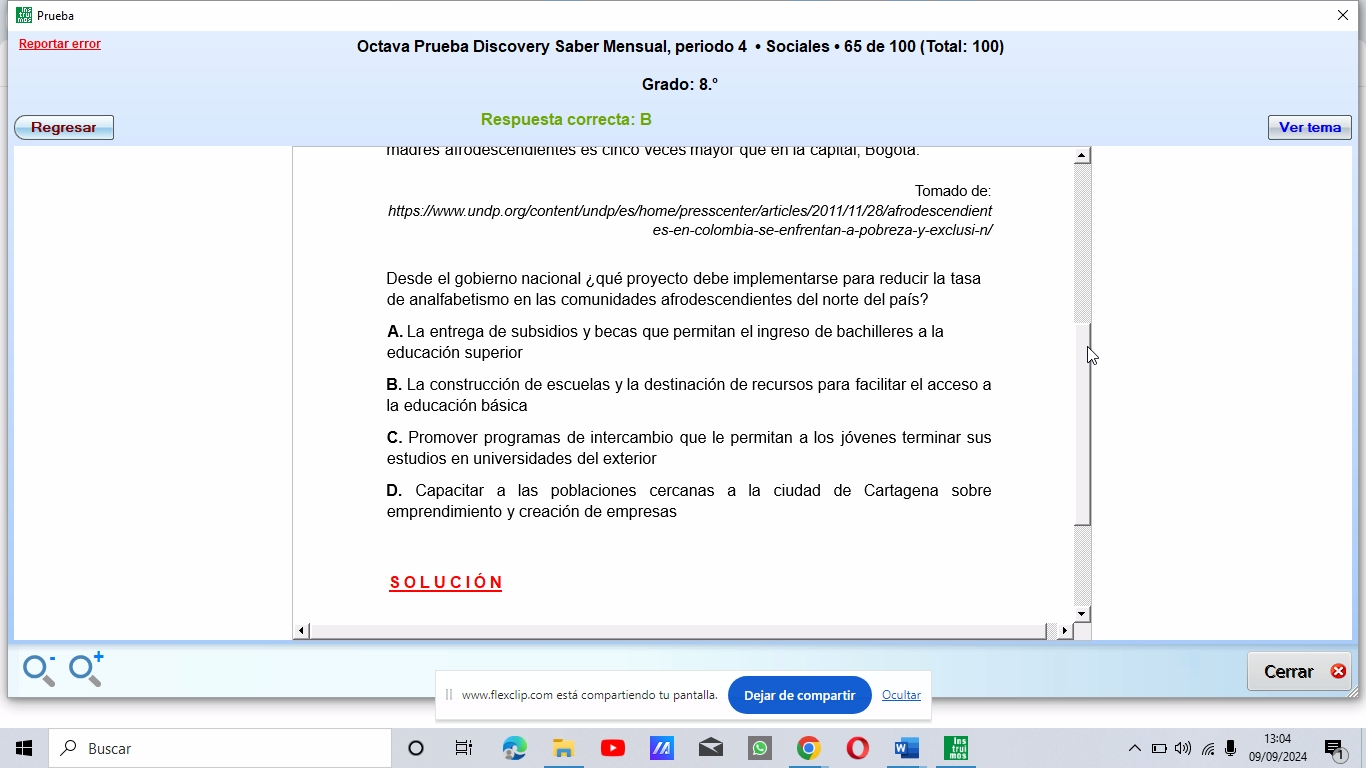 Ins
trui
mos
Prueba
Reportar error
Octava Prueba Discovery Saber Mensual, periodo 4 • Sociales • 65 de 100 (Total: 100)
Grado: 8.°
Respuesta correcta: B
Regresar
Ver tema
madres afrodescendientes es cinco veces mayor que en la capital, Bogotá.
Tomado de:
https://www.undp.org/content/undp/es/home/presscenter/articles/2011/11/28/afrodescendient
es-en-colombia-se-enfrentan-a-pobreza-y-exclusi-n/
Desde el gobierno nacional ¿qué proyecto debe implementarse para reducir la tasa
de analfabetismo en las comunidades afrodescendientes del norte del país?
A. La entrega de subsidios y becas que permitan el ingreso de bachilleres a la
educación superior
B. La construcción de escuelas y la destinación de recursos para facilitar el acceso a
la educación básica
C. Promover programas de intercambio que le permitan a los jóvenes terminar sus
estudios en universidades del exterior
D. Capacitar a las poblaciones cercanas a la ciudad de Cartagena sobre
emprendimiento y creación de empresas
SOLUCIÓN
Cerrar
www.flexclip.com está compartiendo tu pantalla.
Dejar de compartir
Ocultar
Buscar
Ins
trui
mos
13:04
09/09/2024
1